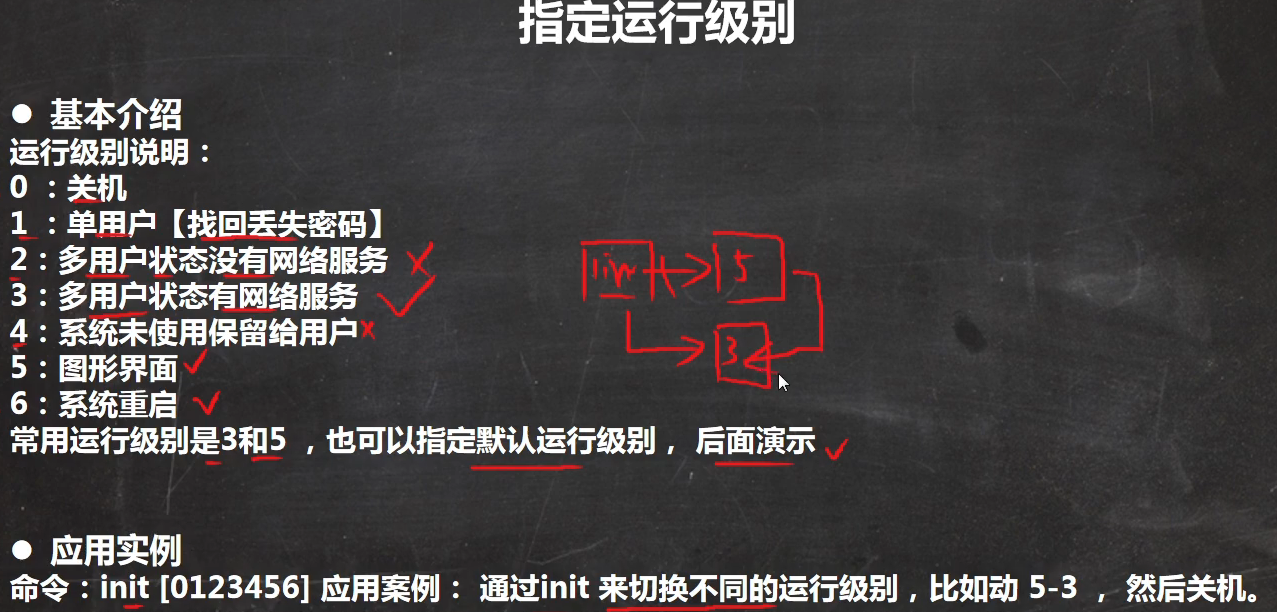 指定运行级别
● 基本介绍
运行级别说明：
0 ：关机
1 ：单用户【找回丢失密码】
2：多用户状态没有网络服务
3：多用户状态有网络服务
4：系统未使用保留给用户
5：图形界面
6：系统重启
常用运行级别是3和5 ，也可以指定默认运行级别， 后面演示
5
3
● 应用实例
命令：init [0123456] 应用案例： 通过init 来切换不同的运行级别，比如动 5-3 ， 然后关机。